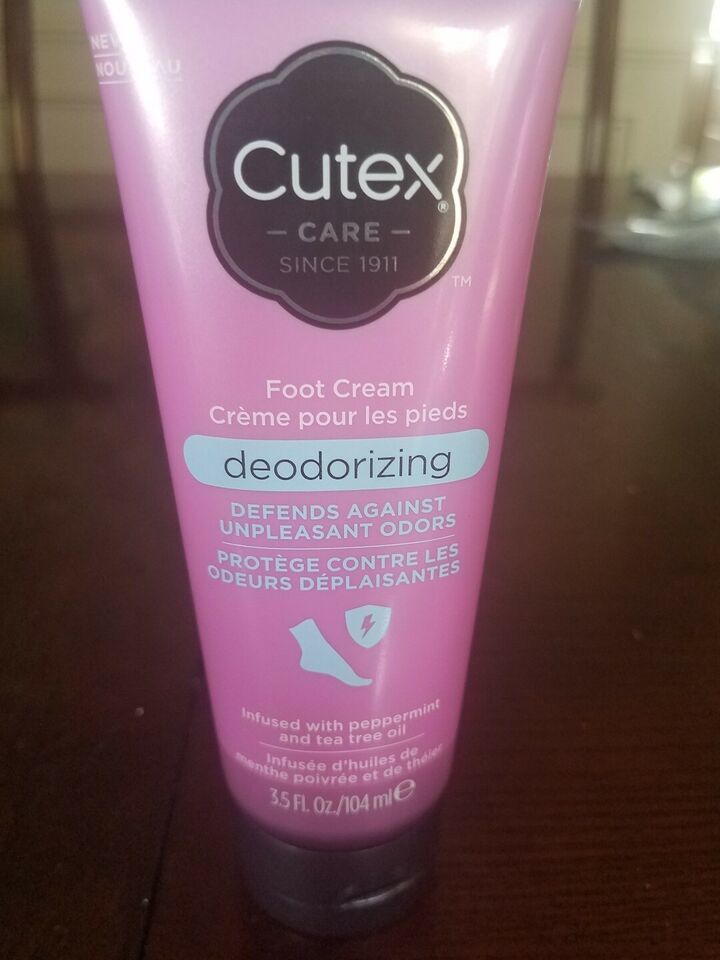 NEW
NOUVEAU
Cutex®
— CARE —
SINCE 1911
™
Foot Cream
Crème pour les pieds
deodorizing
DEFENDS AGAINST
UNPLEASANT ODORS
PROTÈGE CONTRE LES
ODEURS DÉPLAISANTES
Infused with peppermint
and tea tree oil
Infusée d'huiles de
menthe poivrée et de théier
3.5 FL. Oz./104 ml e